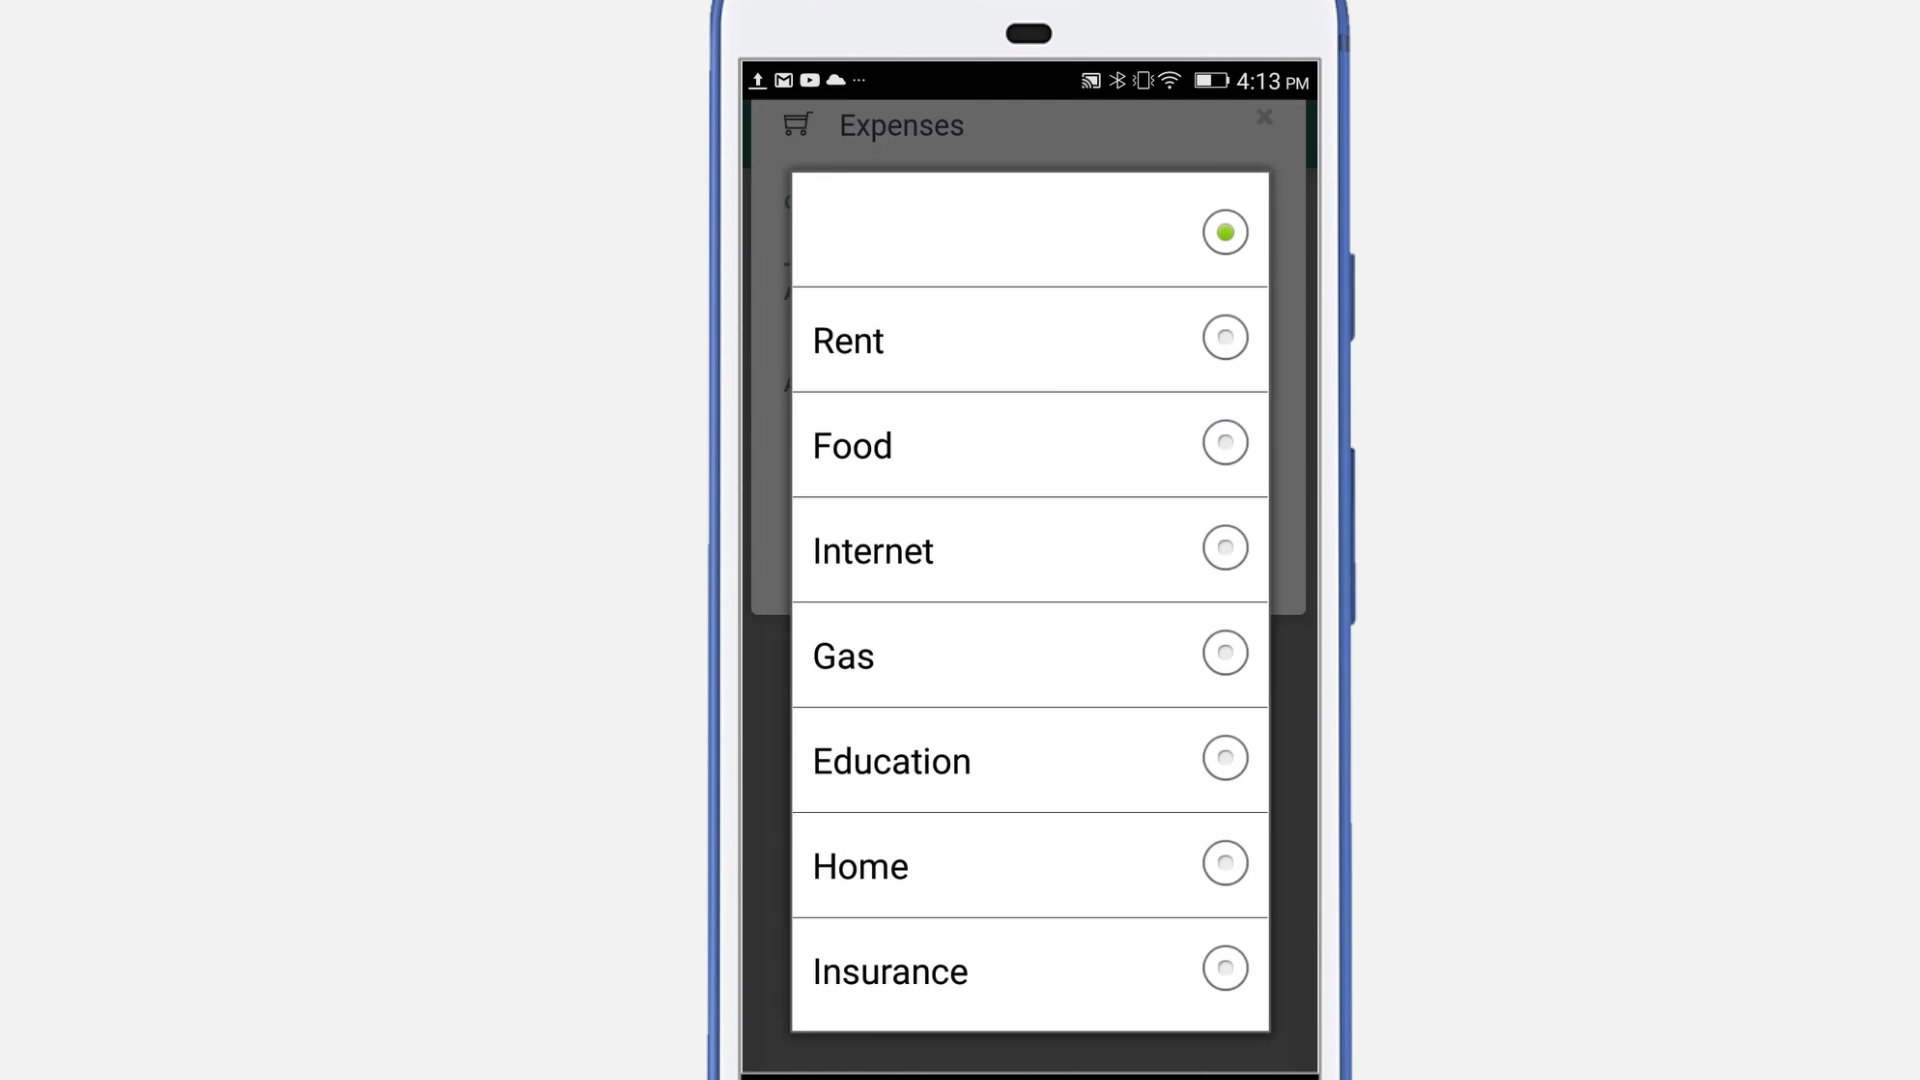 4:13 PM
Expenses
Rent
Food
Internet
Gas
Education
Home
Insurance